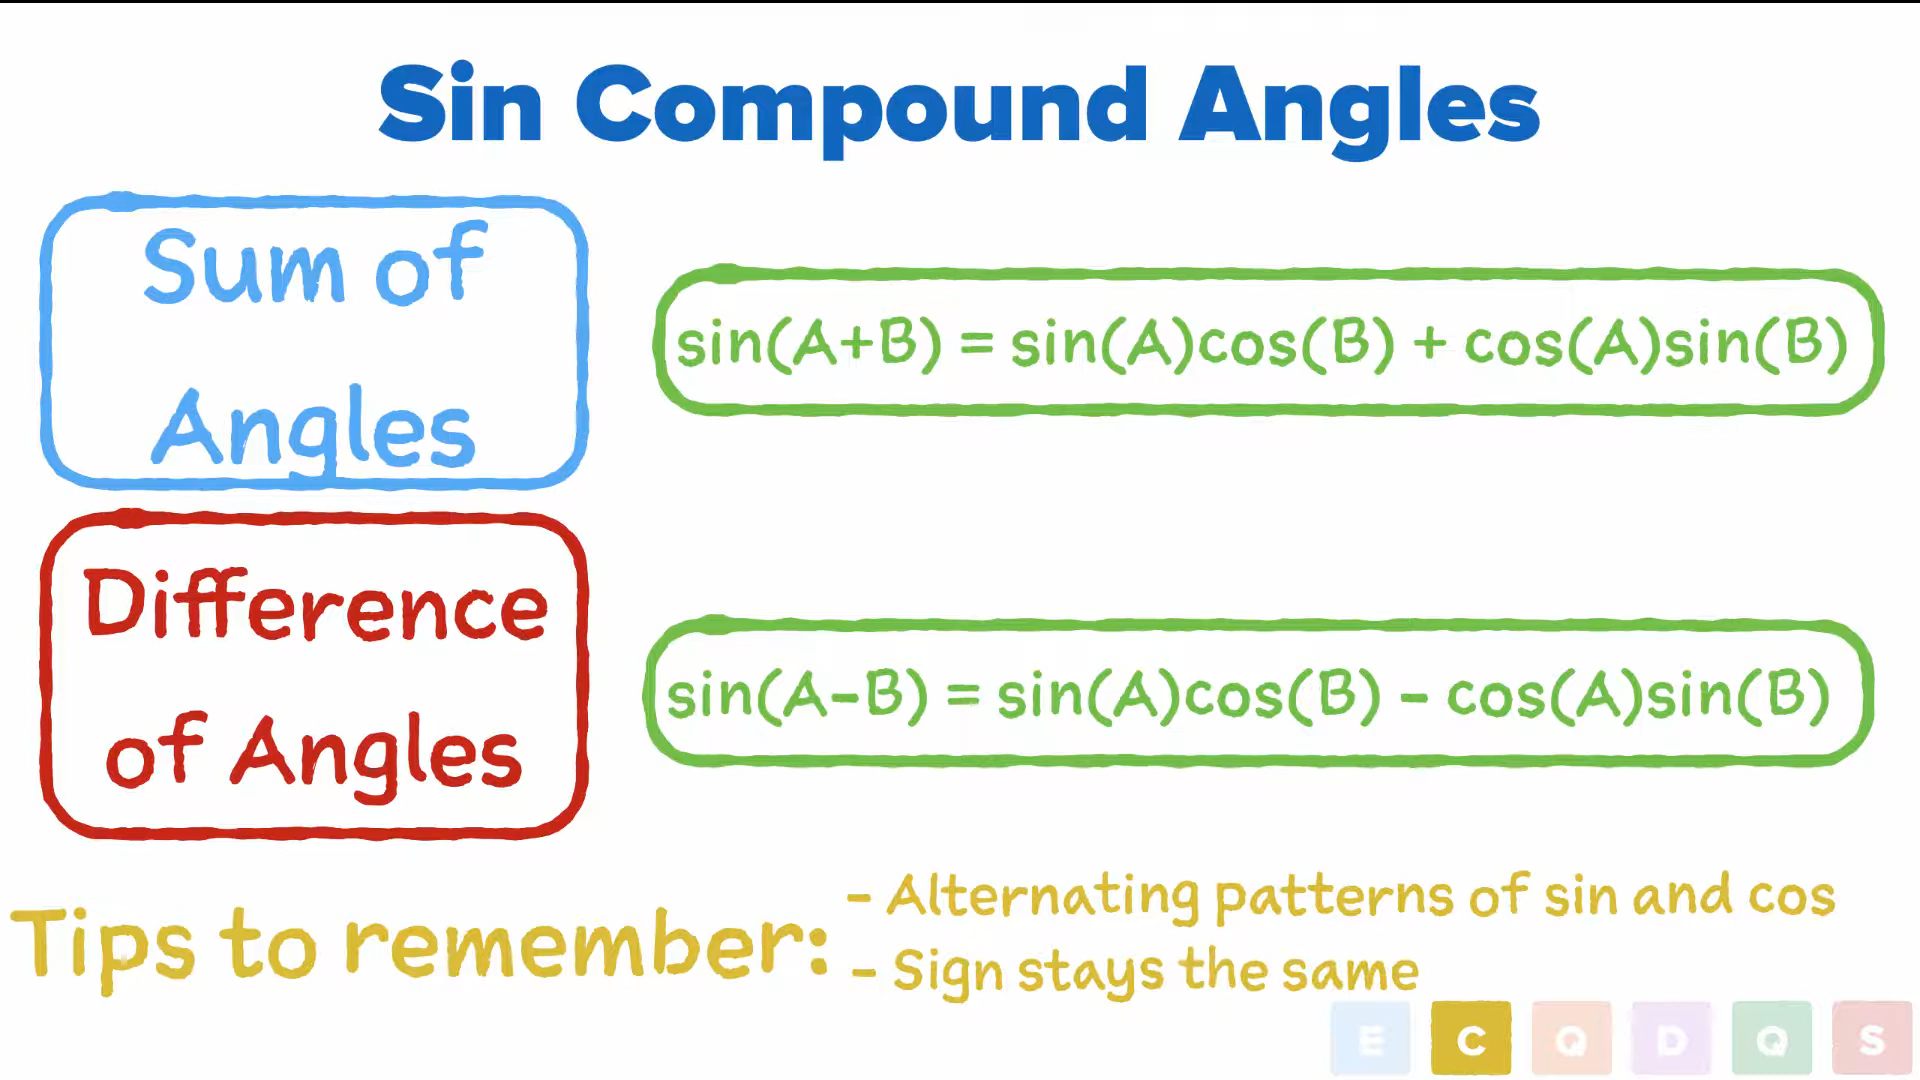 Sin Compound Angles
Sum of
Angles
sin(A+B) = sin(A)cos(B) + cos(A)sin(B)
Difference
of Angles
sin(A-B) = sin(A)cos(B) - cos(A)sin(B)
Tips to remember:
- Alternating patterns of sin and cos
- Sign stays the same
E C Q D Q S